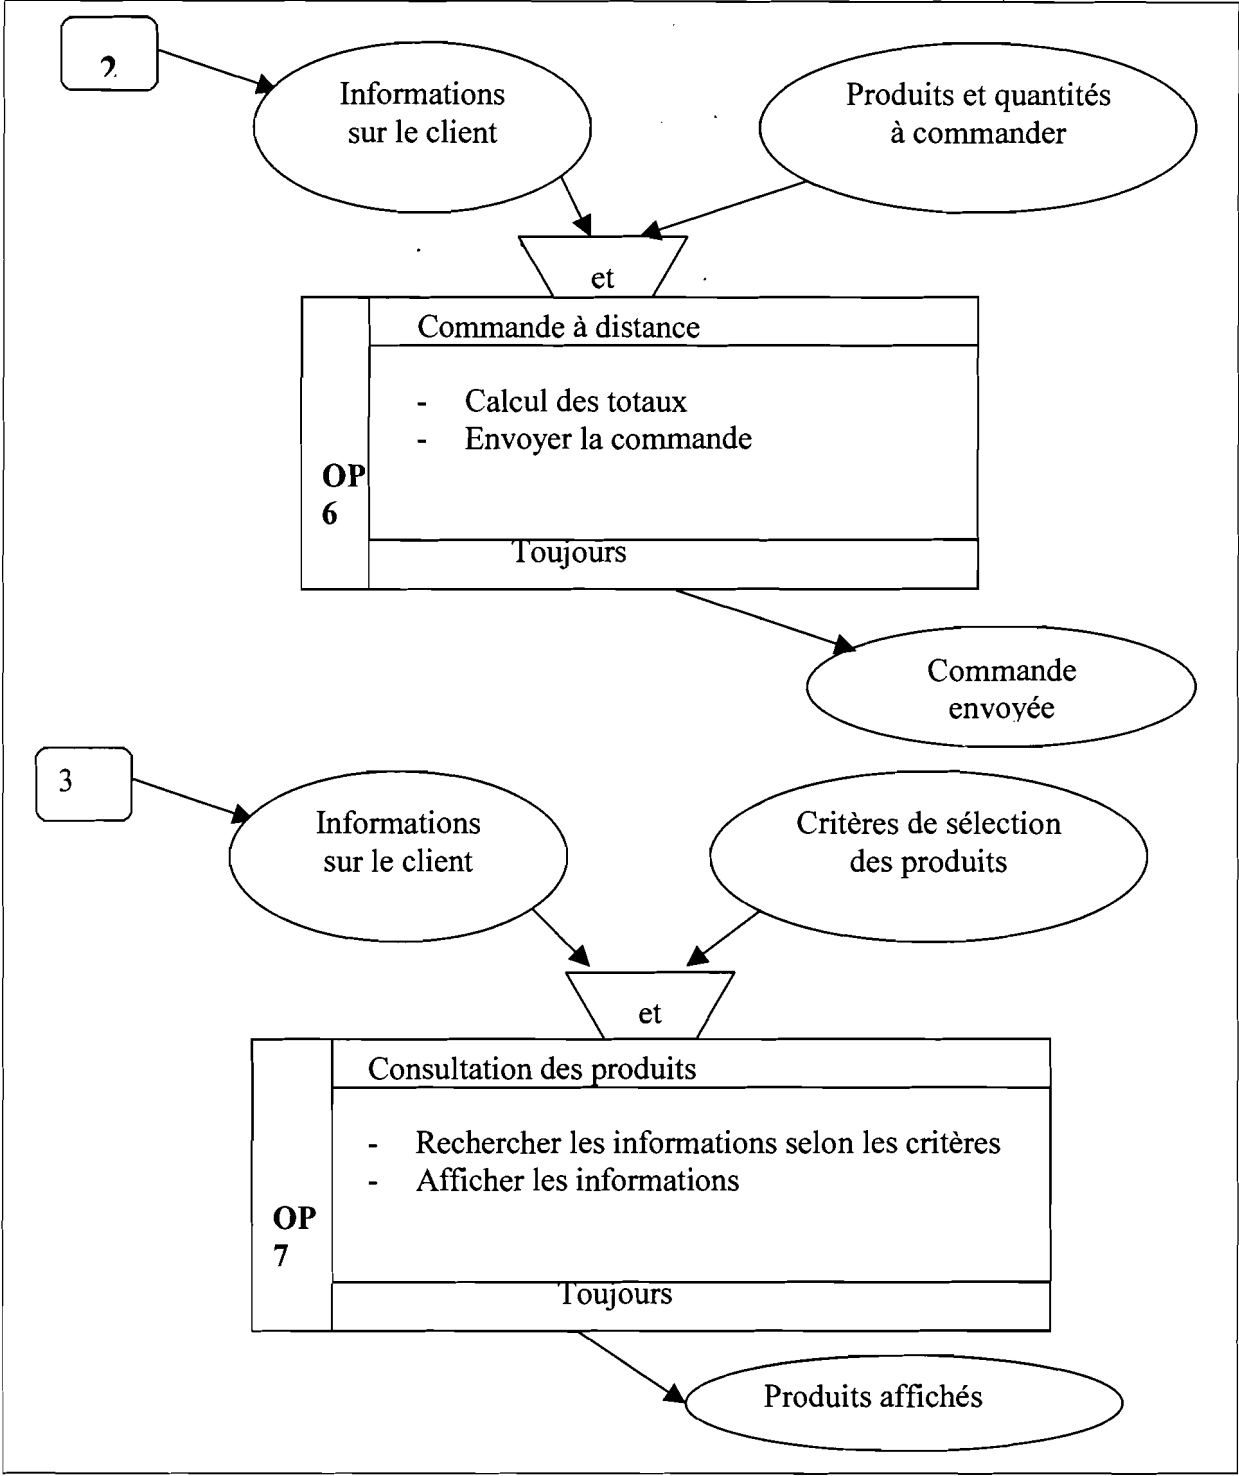 2
Informations
sur le client
Produits et quantités
à commander
et
Commande à distance
- Calcul des totaux
- Envoyer la commande
OP
6
Toujours
Commande
envoyée
3
Informations
sur le client
Critères de sélection
des produits
et
Consultation des produits
- Rechercher les informations selon les critères
- Afficher les informations
OP
7
Toujours
Produits affichés